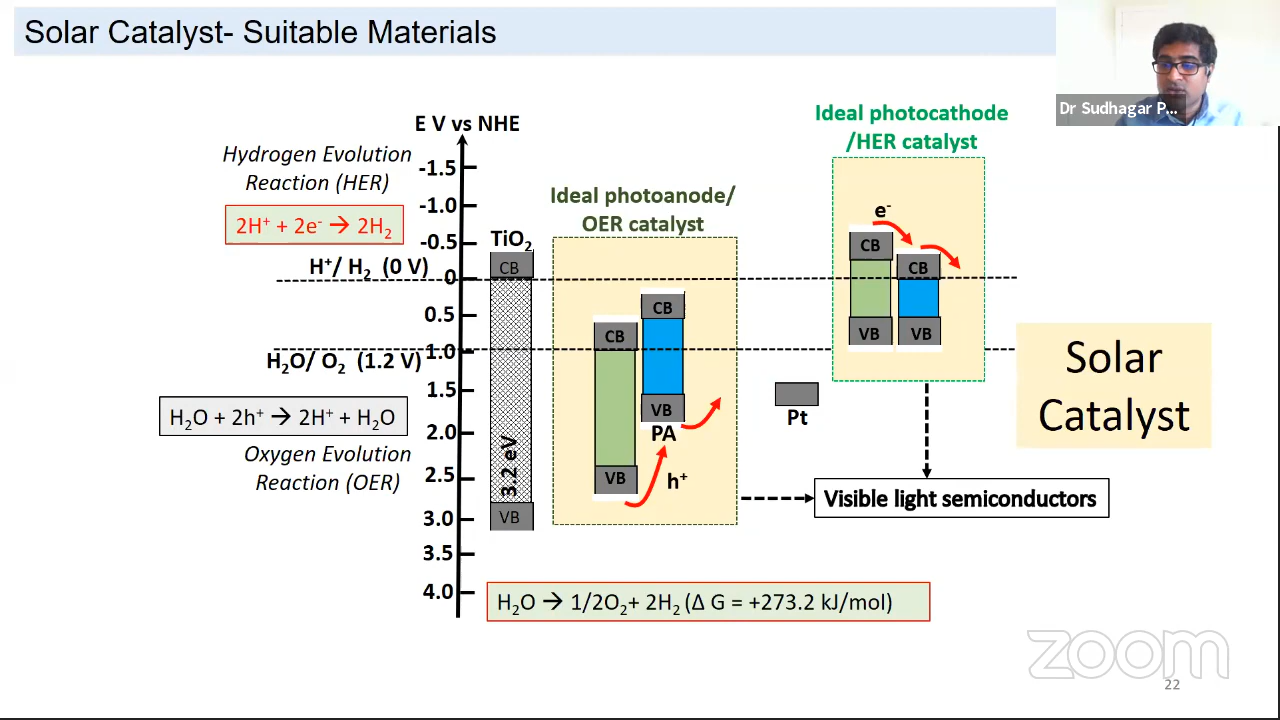 Solar Catalyst- Suitable Materials
Dr Sudhagar P...
E V vs NHE
Hydrogen Evolution
Reaction (HER)
2H⁺ + 2e⁻ → 2H₂
H⁺/ H₂ (0 V)
H₂O/ O₂ (1.2 V)
H₂O + 2h⁺ → 2H⁺ + H₂O
Oxygen Evolution
Reaction (OER)
-1.5
-1.0
-0.5
0
0.5
1.0
1.5
2.0
2.5
3.0
3.5
4.0
TiO₂
CB
3.2 eV
VB
Ideal photoanode/
OER catalyst
CB
VB
CB
VB
PA
h⁺
Pt
Ideal photocathode
/HER catalyst
e⁻
CB
VB
CB
VB
Visible light semiconductors
Solar
Catalyst
H₂O → 1/2O₂+ 2H₂ (Δ G = +273.2 kJ/mol)
zoom
22